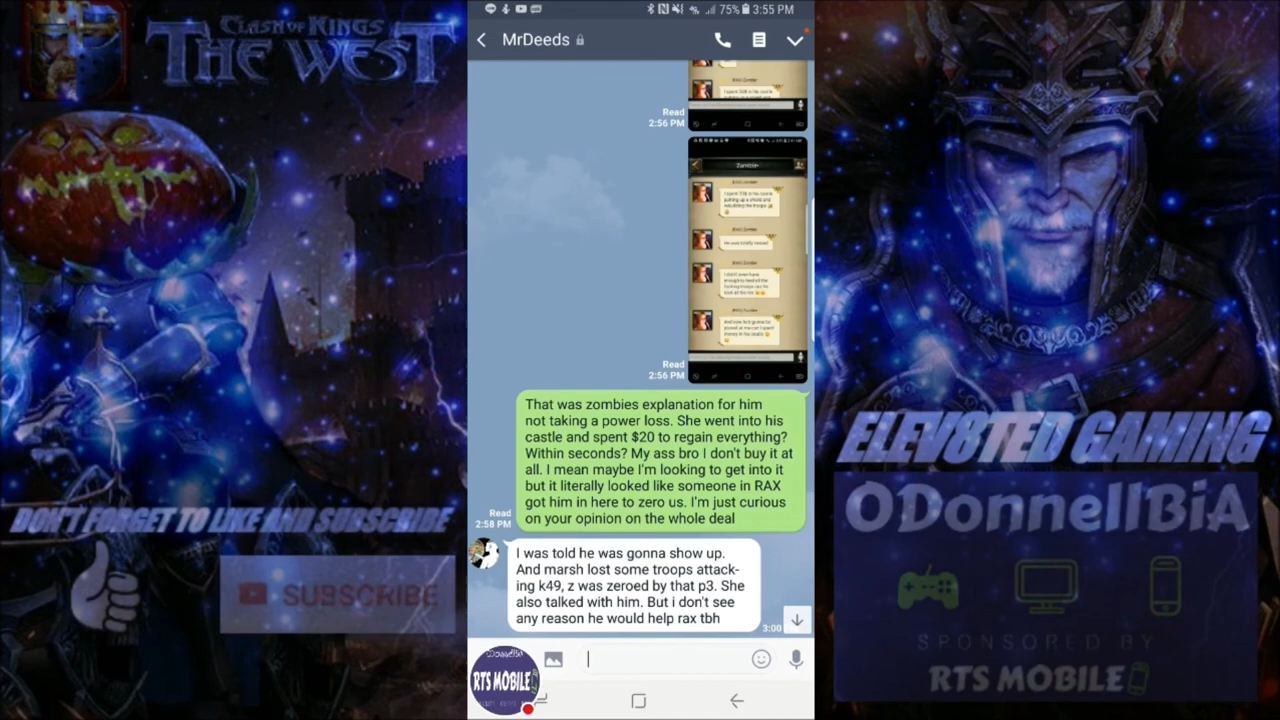 CLASH OF KINGS
THE WEST
DON'T FORGET TO LIKE AND SUBSCRIBE
SUBSCRIBE
75% 3:55 PM
MrDeeds
Read
2:56 PM
Zombie
He was totally naked
Read
2:56 PM
That was zombies explanation for him
not taking a power loss. She went into his
castle and spent $20 to regain everything?
Within seconds? My ass bro I don't buy it at
all. I mean maybe I'm looking to get into it
but it literally looked like someone in RAX
got him in here to zero us. I'm just curious
on your opinion on the whole deal
Read
2:58 PM
I was told he was gonna show up.
And marsh lost some troops attack-
ing k49, z was zeroed by that p3. She
also talked with him. But i don't see
any reason he would help rax tbh
3:00
ODonnellBiA
RTS MOBILE
ELEV8TED GAMING
ODonnellBiA
SPONSORED BY
RTS MOBILE